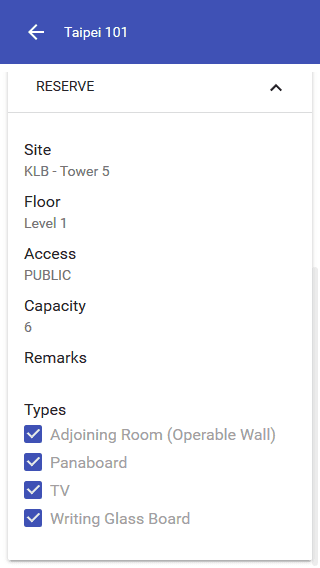 Taipei 101
RESERVE
Site
KLB - Tower 5
Floor
Level 1
Access
PUBLIC
Capacity
6
Remarks
Types
Adjoining Room (Operable Wall)
Panaboard
TV
Writing Glass Board